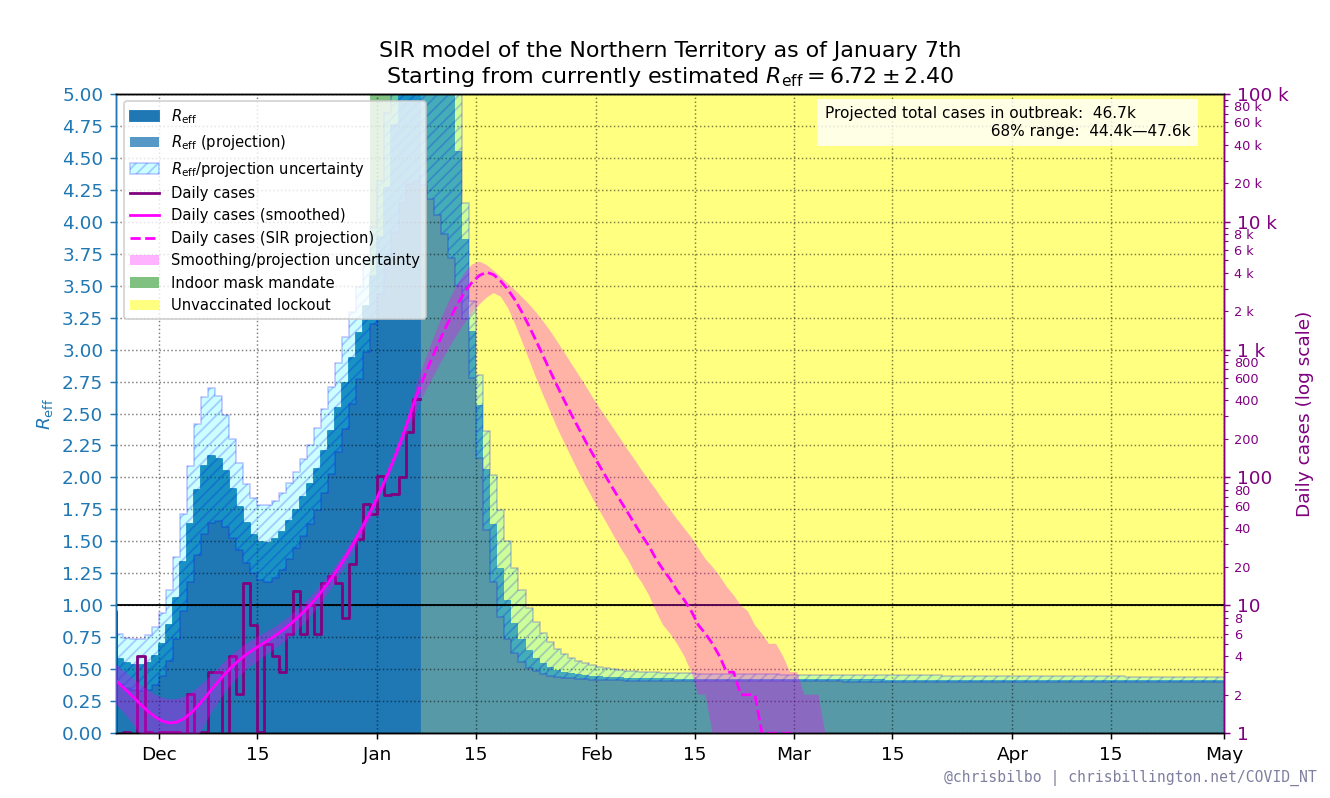 SIR model of the Northern Territory as of January 7th
Starting from currently estimated Reff = 6.72 ± 2.40
Reff
Reff (projection)
Reff/projection uncertainty
Daily cases
Daily cases (smoothed)
Daily cases (SIR projection)
Smoothing/projection uncertainty
Indoor mask mandate
Unvaccinated lockout
Projected total cases in outbreak: 46.7k
68% range: 44.4k—47.6k
5.00
4.75
4.50
4.25
4.00
3.75
3.50
3.25
3.00
2.75
2.50
2.25
2.00
1.75
1.50
1.25
1.00
0.75
0.50
0.25
0.00
Reff
100 k
80 k
60 k
40 k
20 k
10 k
8 k
6 k
4 k
2 k
1 k
800
600
400
200
100
80
60
40
20
10
8
6
4
2
1
Daily cases (log scale)
Dec 15 Jan 15 Feb 15 Mar 15 Apr 15 May
@chrisbilbo | chrisbillington.net/COVID_NT